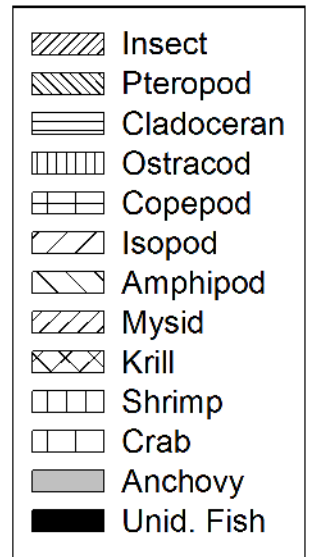 Insect
Pteropod
Cladoceran
Ostracod
Copepod
Isopod
Amphipod
Mysid
Krill
Shrimp
Crab
Anchovy
Unid. Fish